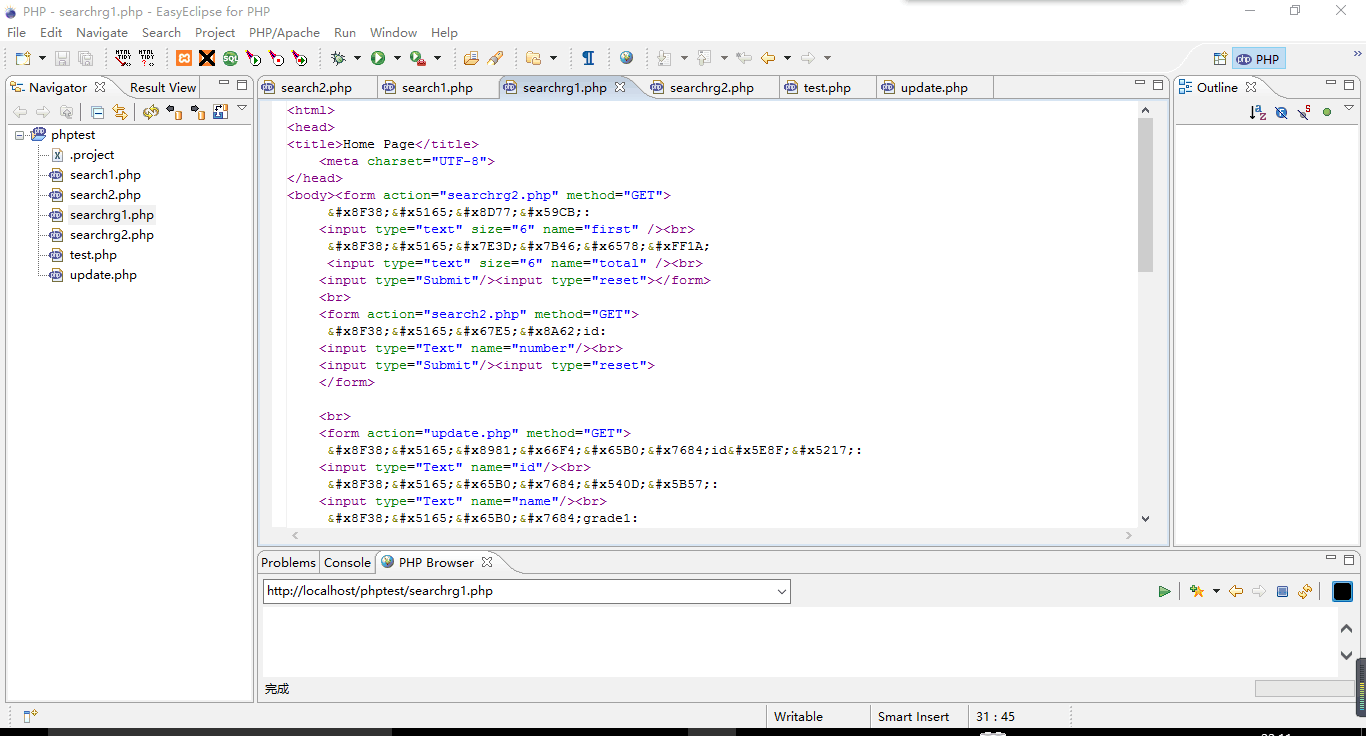 PHP - searchrg1.php - EasyEclipse for PHP
File Edit Navigate Search Project PHP/Apache Run Window Help
PHP
Navigator Result View
search2.php search1.php searchrg1.php searchrg2.php test.php update.php
Outline
phptest
.project
search1.php
search2.php
searchrg1.php
searchrg2.php
test.php
update.php
<html>
<head>
<title>Home Page</title>
<meta charset="UTF-8">
</head>
<body><form action="searchrg2.php" method="GET">
&#x8F38;&#x5165;&#x8D77;&#x59CB;:
<input type="text" size="6" name="first" /><br>
&#x8F38;&#x5165;&#x7E3D;&#x7B46;&#x6578;&#xFF1A;
<input type="text" size="6" name="total" /><br>
<input type="Submit"/><input type="reset"></form>
<br>
<form action="search2.php" method="GET">
&#x8F38;&#x5165;&#x67E5;&#x8A62;id:
<input type="Text" name="number"/><br>
<input type="Submit"/><input type="reset">
</form>
<br>
<form action="update.php" method="GET">
&#x8F38;&#x5165;&#x8981;&#x66F4;&#x65B0;&#x7684;id&#x5E8F;&#x5217;:
<input type="Text" name="id"/><br>
&#x8F38;&#x5165;&#x65B0;&#x7684;&#x540D;&#x5B57;:
<input type="Text" name="name"/><br>
&#x8F38;&#x5165;&#x65B0;&#x7684;grade1:
Problems Console PHP Browser
http://localhost/phptest/searchrg1.php
完成
Writable Smart Insert 31 : 45